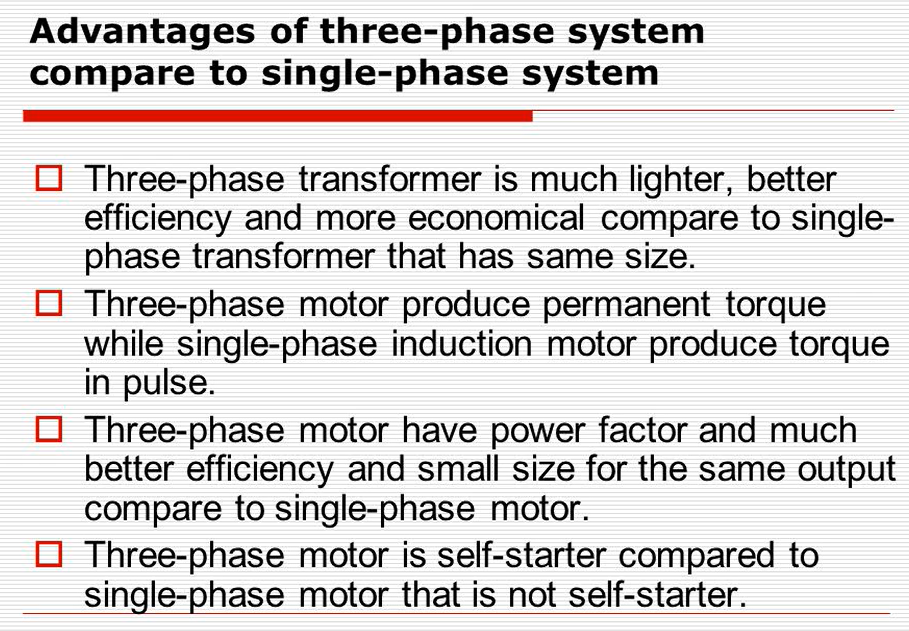 Advantages of three-phase system
compare to single-phase system
Three-phase transformer is much lighter, better
efficiency and more economical compare to single-
phase transformer that has same size.
Three-phase motor produce permanent torque
while single-phase induction motor produce torque
in pulse.
Three-phase motor have power factor and much
better efficiency and small size for the same output
compare to single-phase motor.
Three-phase motor is self-starter compared to
single-phase motor that is not self-starter.